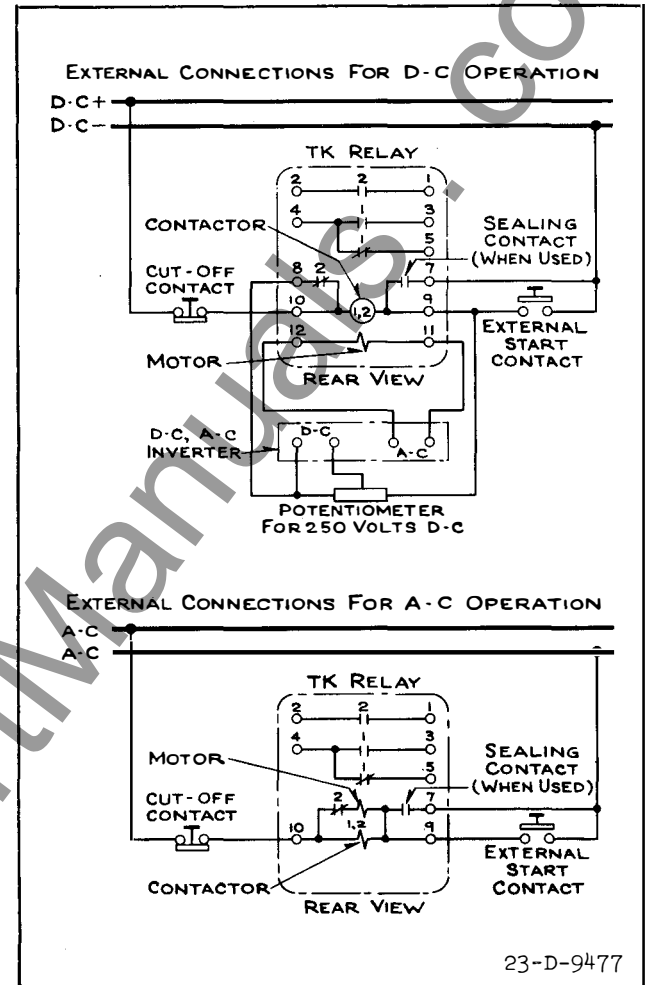 EXTERNAL CONNECTIONS FOR D-C OPERATION
D-C+
D-C-
TK RELAY
2 2 1
4 1 3
5
CONTACTOR
SEALING
CONTACT
(WHEN USED)
CUT-OFF
CONTACT
8 2 7
10 1,2 9
12 11
EXTERNAL
START
CONTACT
MOTOR
REAR VIEW
D-C, A-C
INVERTER
D-C
A-C
POTENTIOMETER
FOR 250 VOLTS D-C
EXTERNAL CONNECTIONS FOR A-C OPERATION
A-C
A-C
TK RELAY
2 2 1
4 1 3
5
MOTOR
SEALING
CONTACT
(WHEN USED)
CUT-OFF
CONTACT
2 7
10 1,2 9
EXTERNAL
START
CONTACT
CONTACTOR
REAR VIEW
23-D-9477